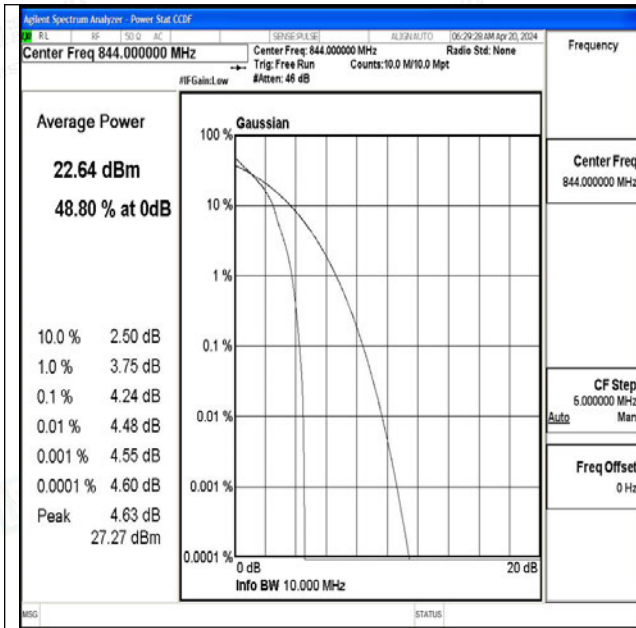 Agilent Spectrum Analyzer - Power Stat CCDF
RL RF 50 Ω AC SENSE:PULSE ALIGN AUTO 06:29:28 AM Apr 20, 2024
Center Freq 844.000000 MHz
Center Freq: 844.000000 MHz Radio Std: None
Trig: Free Run Counts:10.0 M/10.0 Mpt
#IFGain:Low #Atten: 46 dB
Frequency
Average Power
22.64 dBm
48.80 % at 0dB
10.0 % 2.50 dB
1.0 % 3.75 dB
0.1 % 4.24 dB
0.01 % 4.48 dB
0.001 % 4.55 dB
0.0001 % 4.60 dB
Peak 4.63 dB
27.27 dBm
Gaussian
100 %
10 %
1 %
0.1 %
0.01 %
0.001 %
0.0001 %
0 dB 20 dB
Info BW 10.000 MHz
Center Freq
844.000000 MHz
CF Step
5.000000 MHz
Auto Man
Freq Offset
0 Hz
MSG STATUS